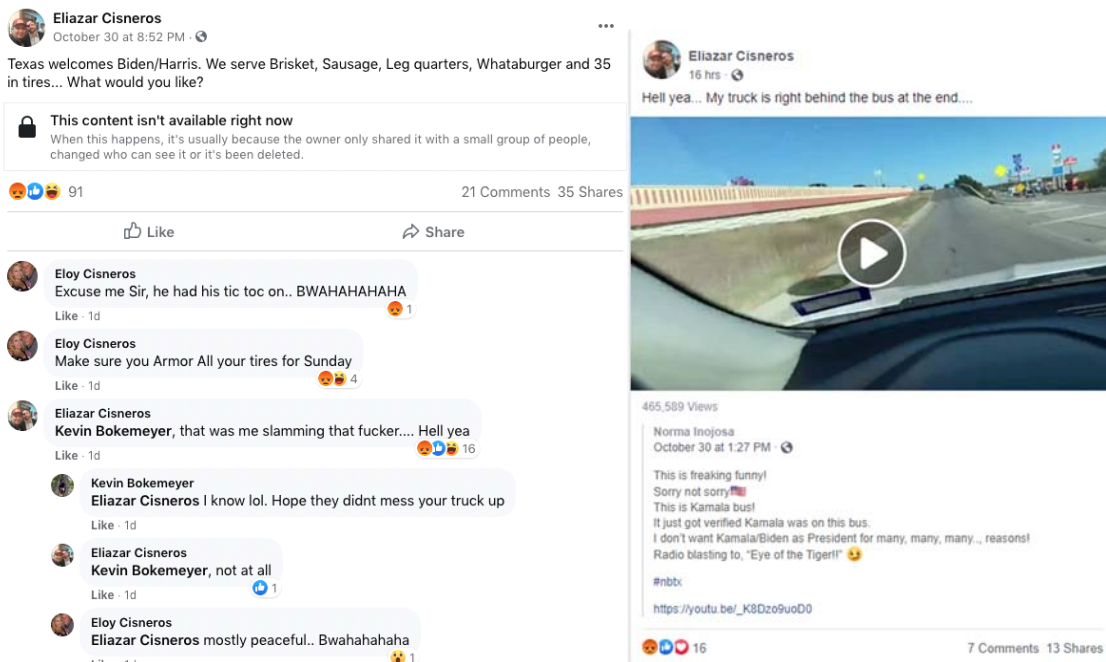 Eliazar Cisneros
October 30 at 8:52 PM ·
Texas welcomes Biden/Harris. We serve Brisket, Sausage, Leg quarters, Whataburger and 35
in tires... What would you like?
This content isn't available right now
When this happens, it's usually because the owner only shared it with a small group of people,
changed who can see it or it's been deleted.
91
21 Comments 35 Shares
Like
Share
Eloy Cisneros
Excuse me Sir, he had his tic toc on.. BWAHAHAHAHA
1
Like · 1d
Eloy Cisneros
Make sure you Armor All your tires for Sunday
4
Like · 1d
Eliazar Cisneros
Kevin Bokemeyer, that was me slamming that fucker.... Hell yea
16
Like · 1d
Kevin Bokemeyer
Eliazar Cisneros I know lol. Hope they didnt mess your truck up
Like · 1d
Eliazar Cisneros
Kevin Bokemeyer, not at all
1
Like · 1d
Eloy Cisneros
Eliazar Cisneros mostly peaceful.. Bwahahahaha
1
Like · 1d
Eliazar Cisneros
16 hrs ·
Hell yea... My truck is right behind the bus at the end....
465,589 Views
Norma Inojosa
October 30 at 1:27 PM ·
This is freaking funny!
Sorry not sorry🇺🇸
This is Kamala bus!
It just got verified Kamala was on this bus.
I don't want Kamala/Biden as President for many, many, many.., reasons!
Radio blasting to, "Eye of the Tiger!!" 😏
#nbtx
https://youtu.be/_K8Dzo9uoD0
16
7 Comments 13 Shares